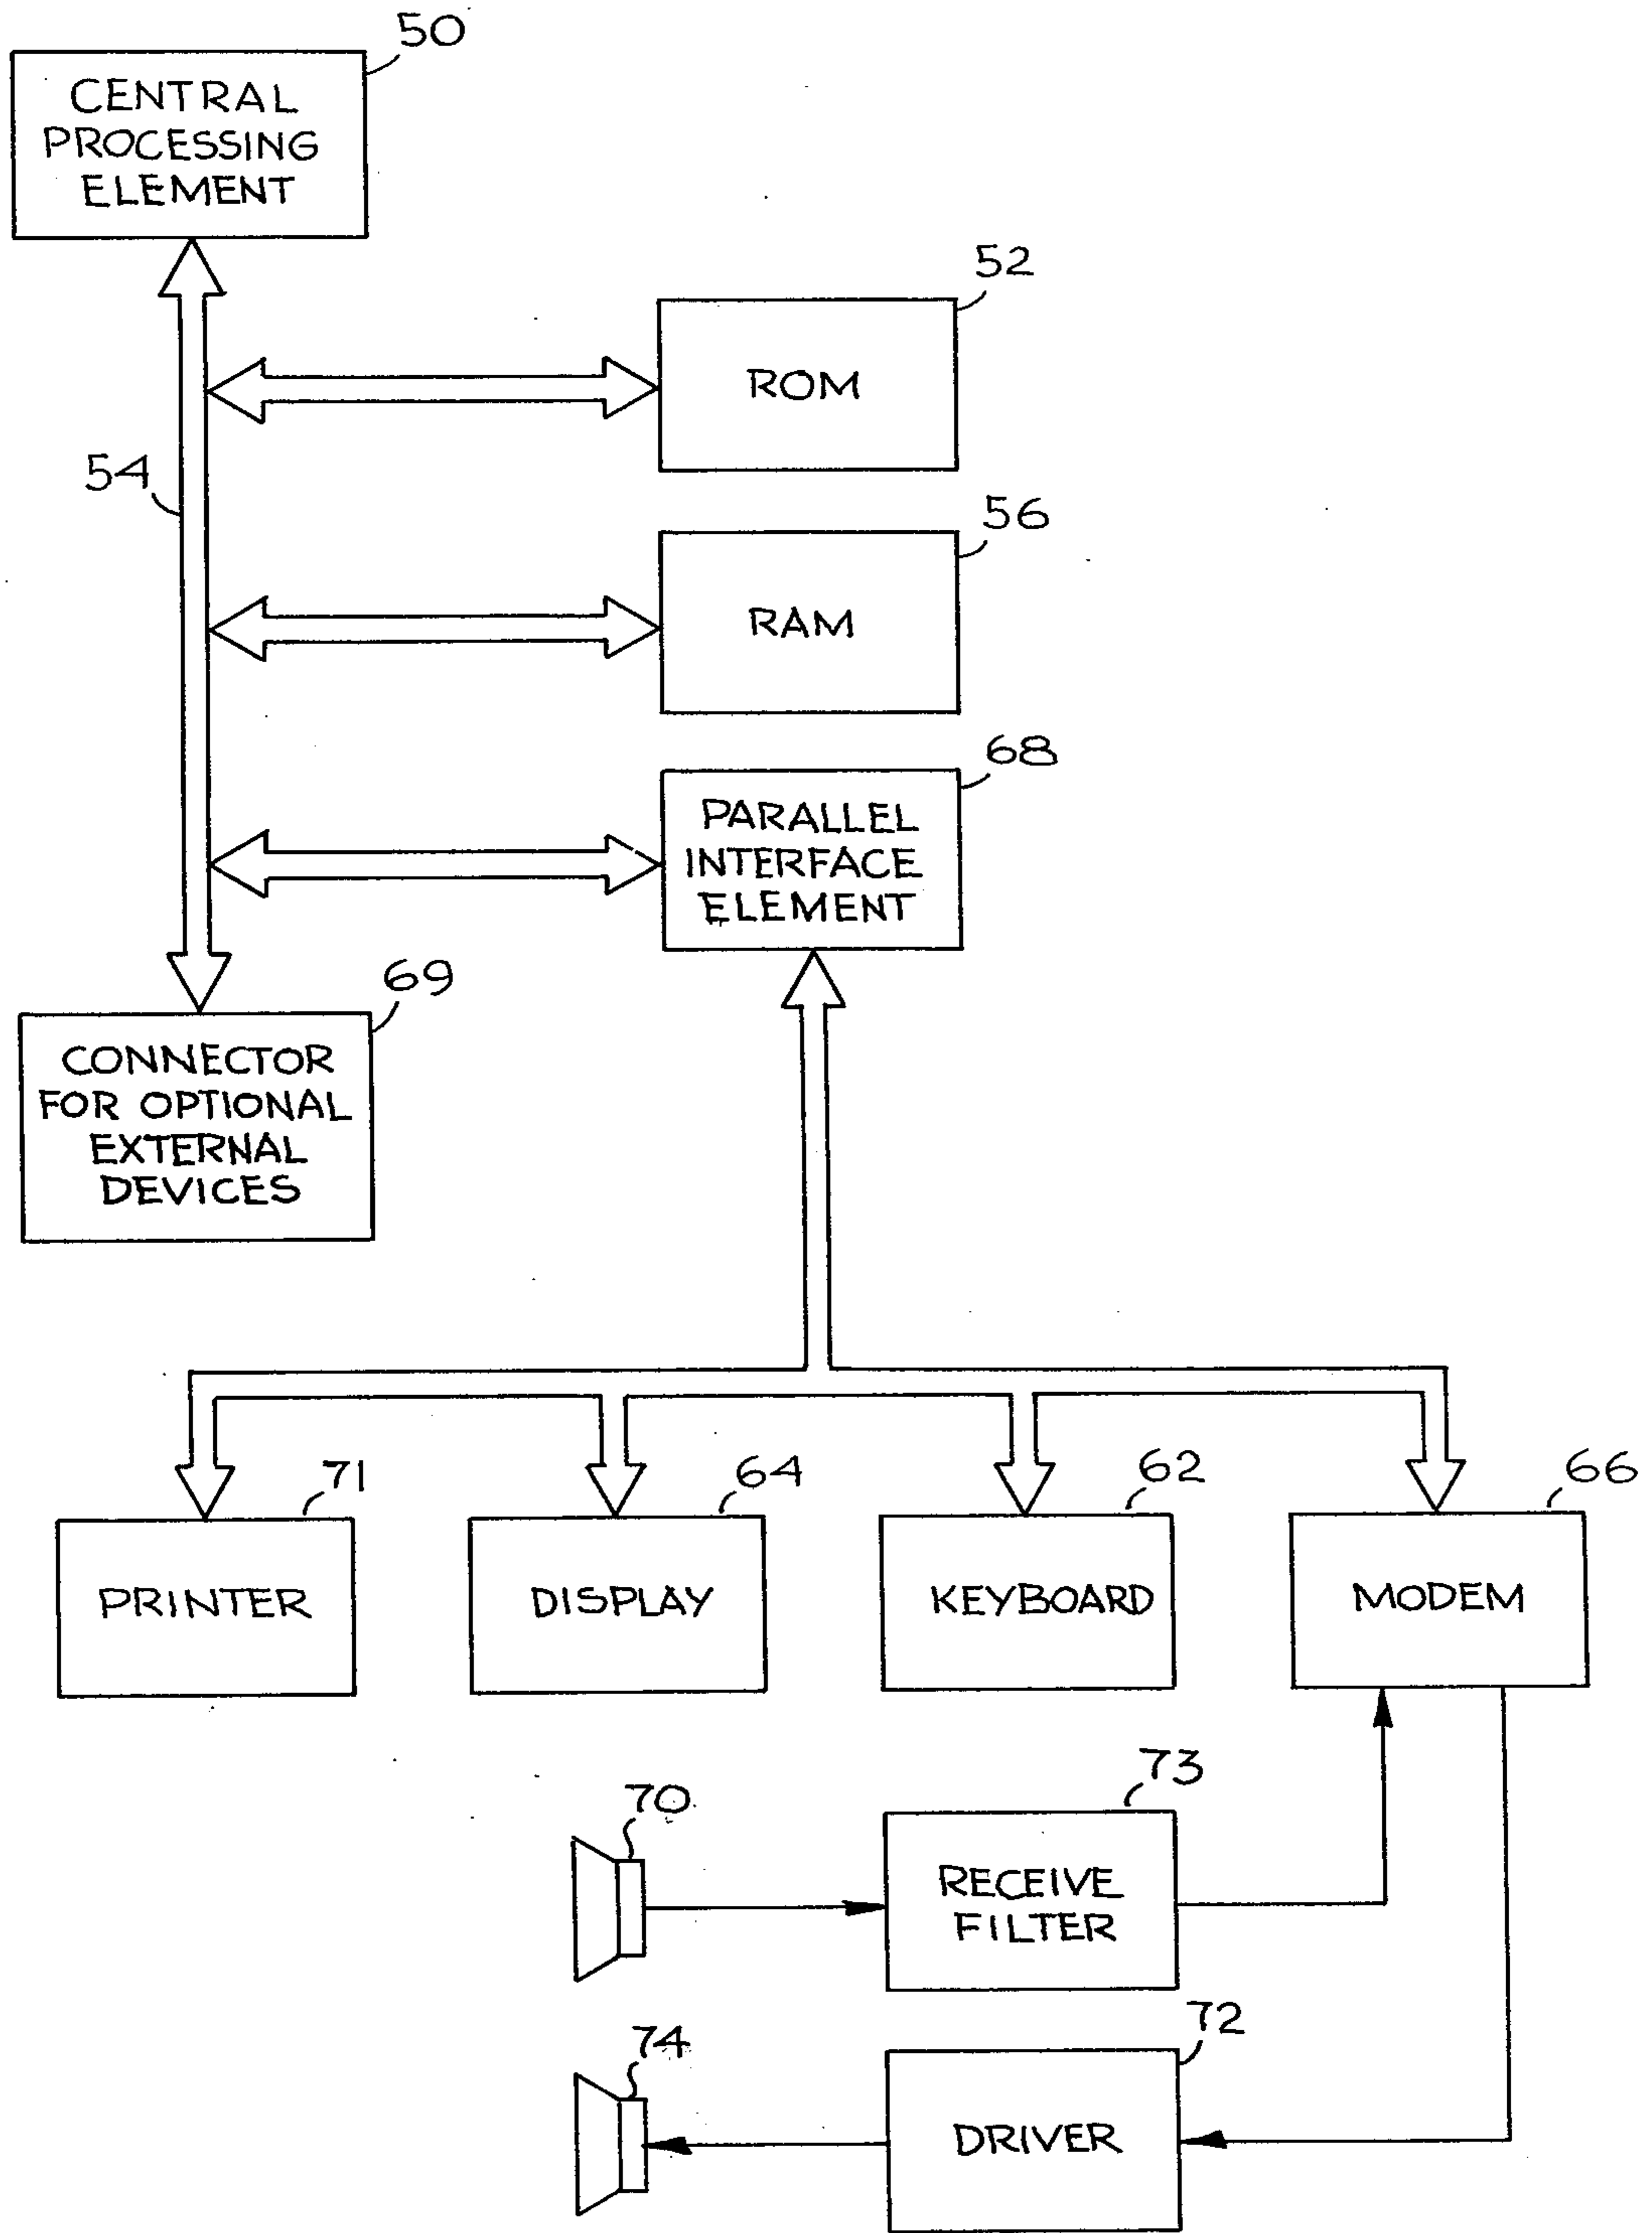 50
CENTRAL
PROCESSING
ELEMENT
52
ROM
54
56
RAM
68
PARALLEL
INTERFACE
ELEMENT
69
CONNECTOR
FOR OPTIONAL
EXTERNAL
DEVICES
71
PRINTER
64
DISPLAY
62
KEYBOARD
66
MODEM
70
73
RECEIVE
FILTER
74
72
DRIVER